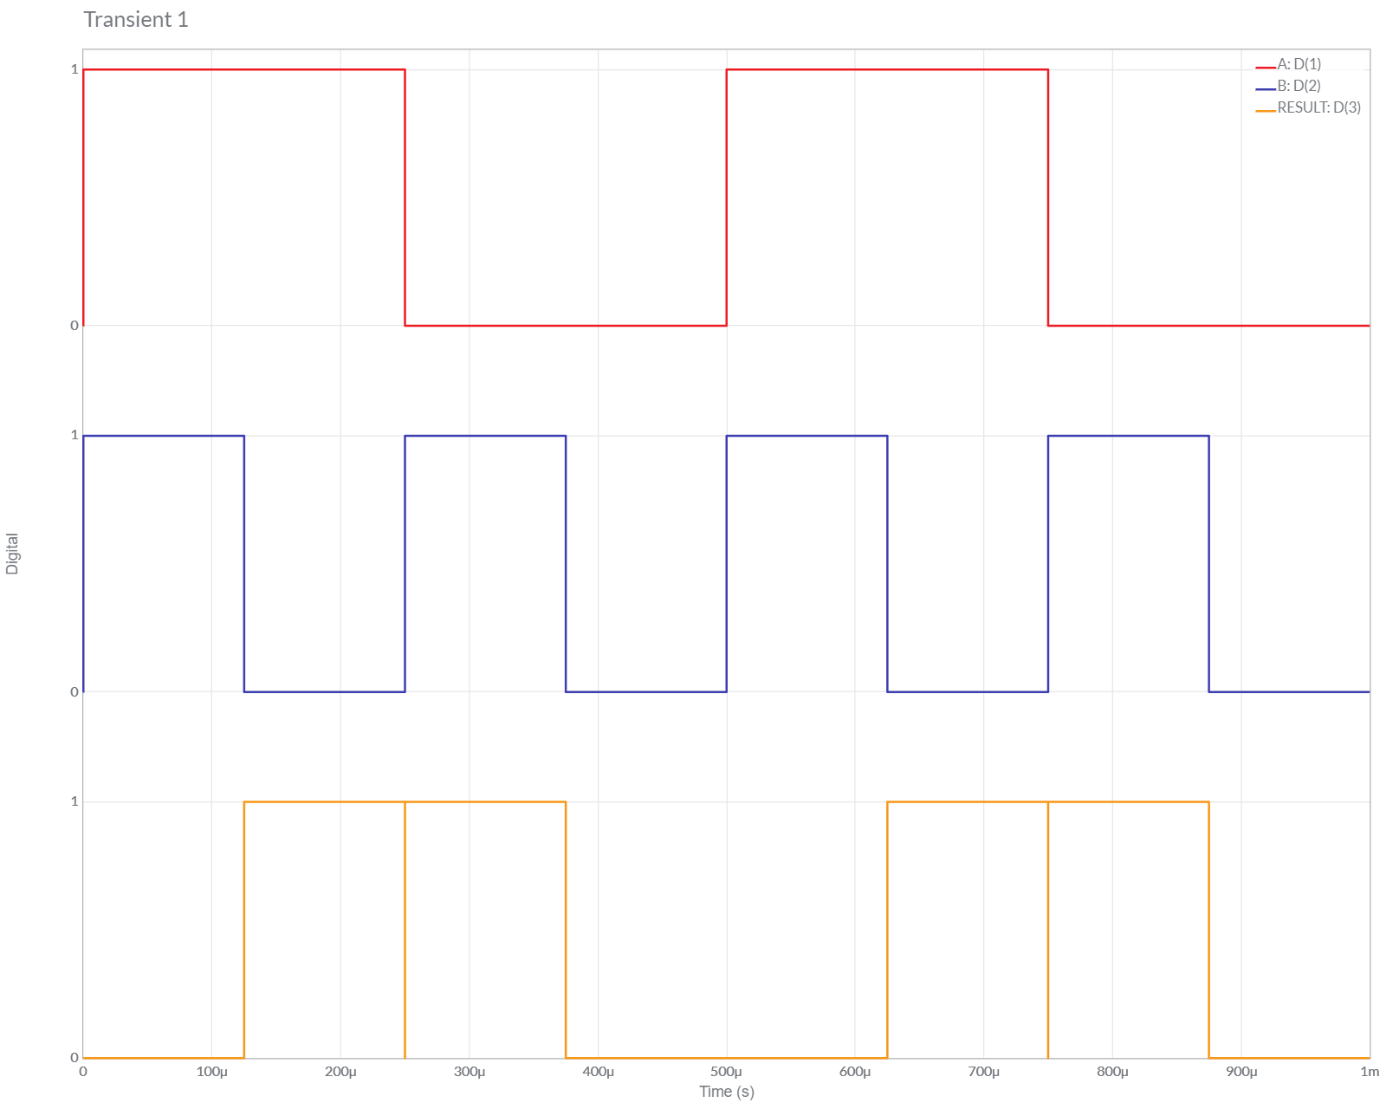 Transient 1
A: D(1)
B: D(2)
RESULT: D(3)
1
0
1
0
1
0
Digital
0 100µ 200µ 300µ 400µ 500µ 600µ 700µ 800µ 900µ 1m
Time (s)